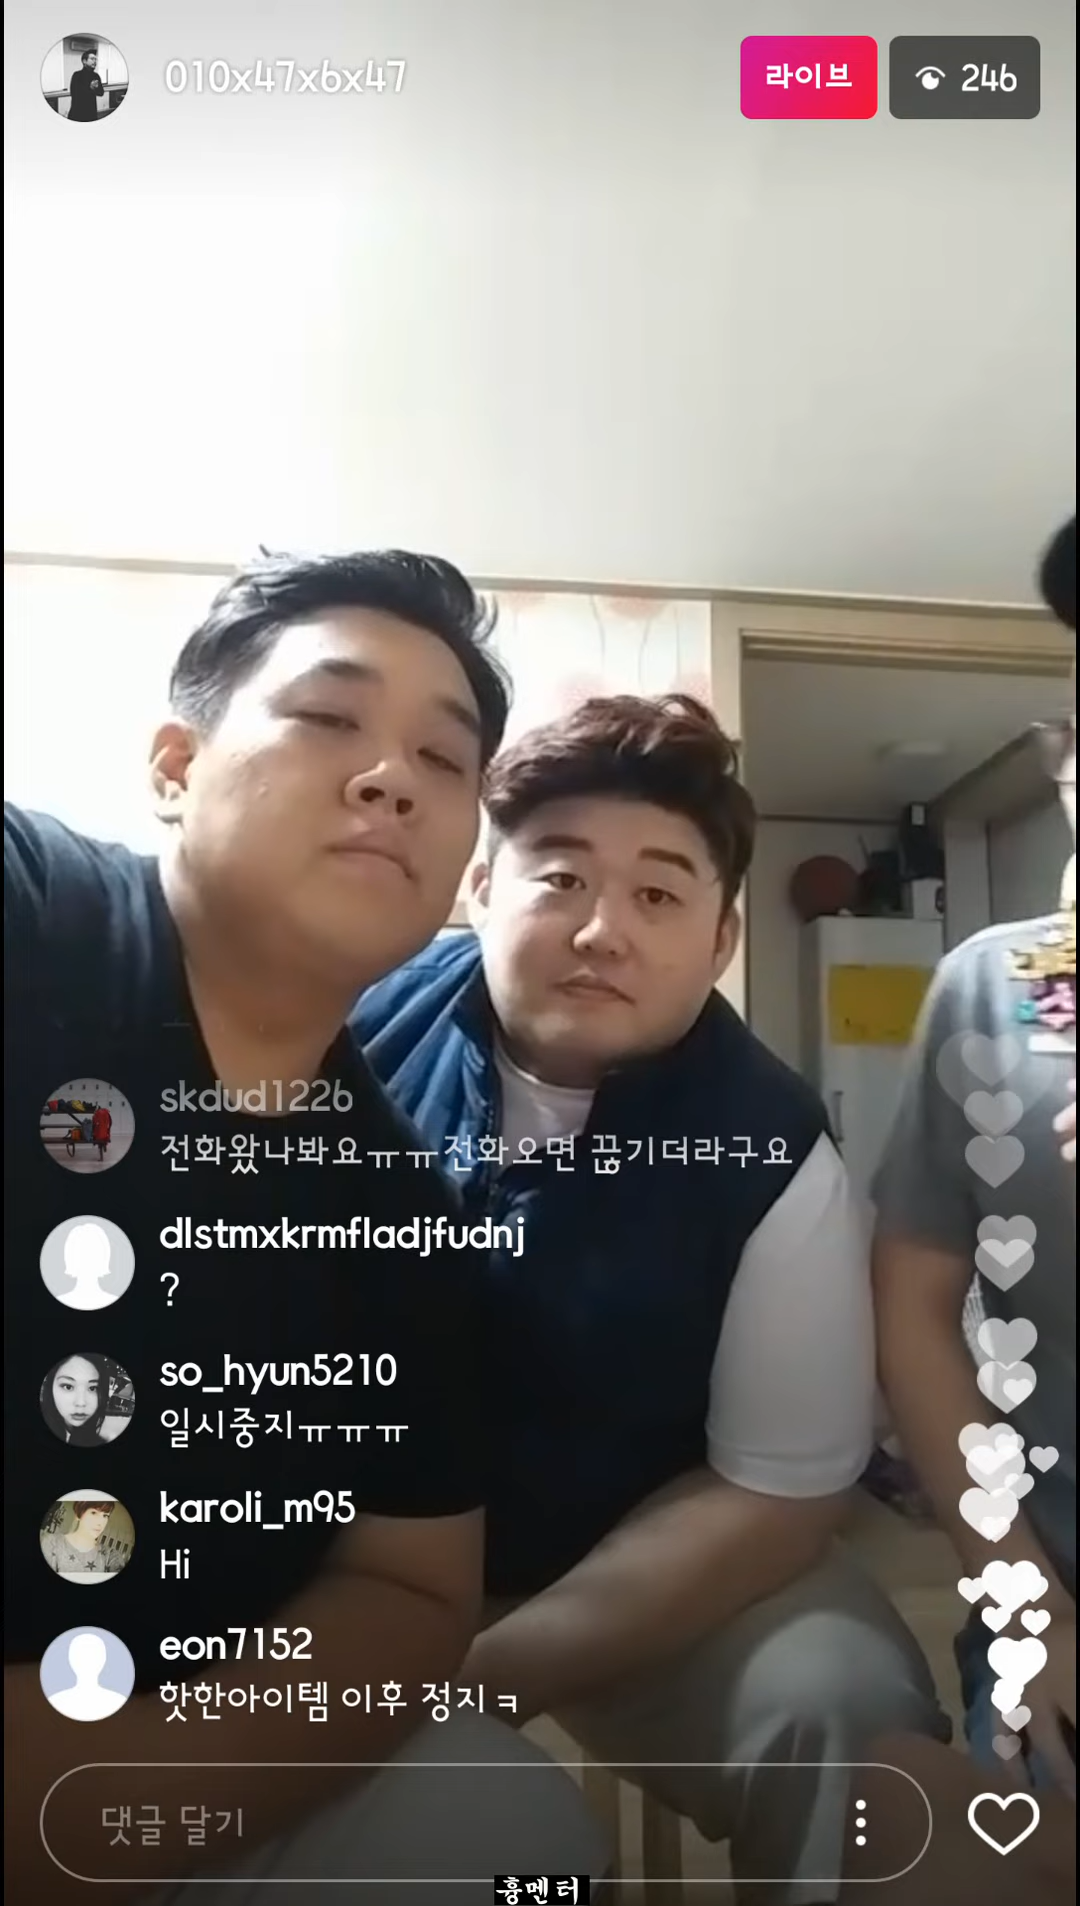 010x47x6x47
라이브
246
skdud1226
전화왔나봐요ㅠㅠ전화오면 끊기더라구요
dlstmxkrmfladjfudnj
?
so_hyun5210
일시중지ㅠㅠㅠ
karoli_m95
Hi
eon7152
핫한아이템 이후 정지ㅋ
댓글 달기
흉멘터